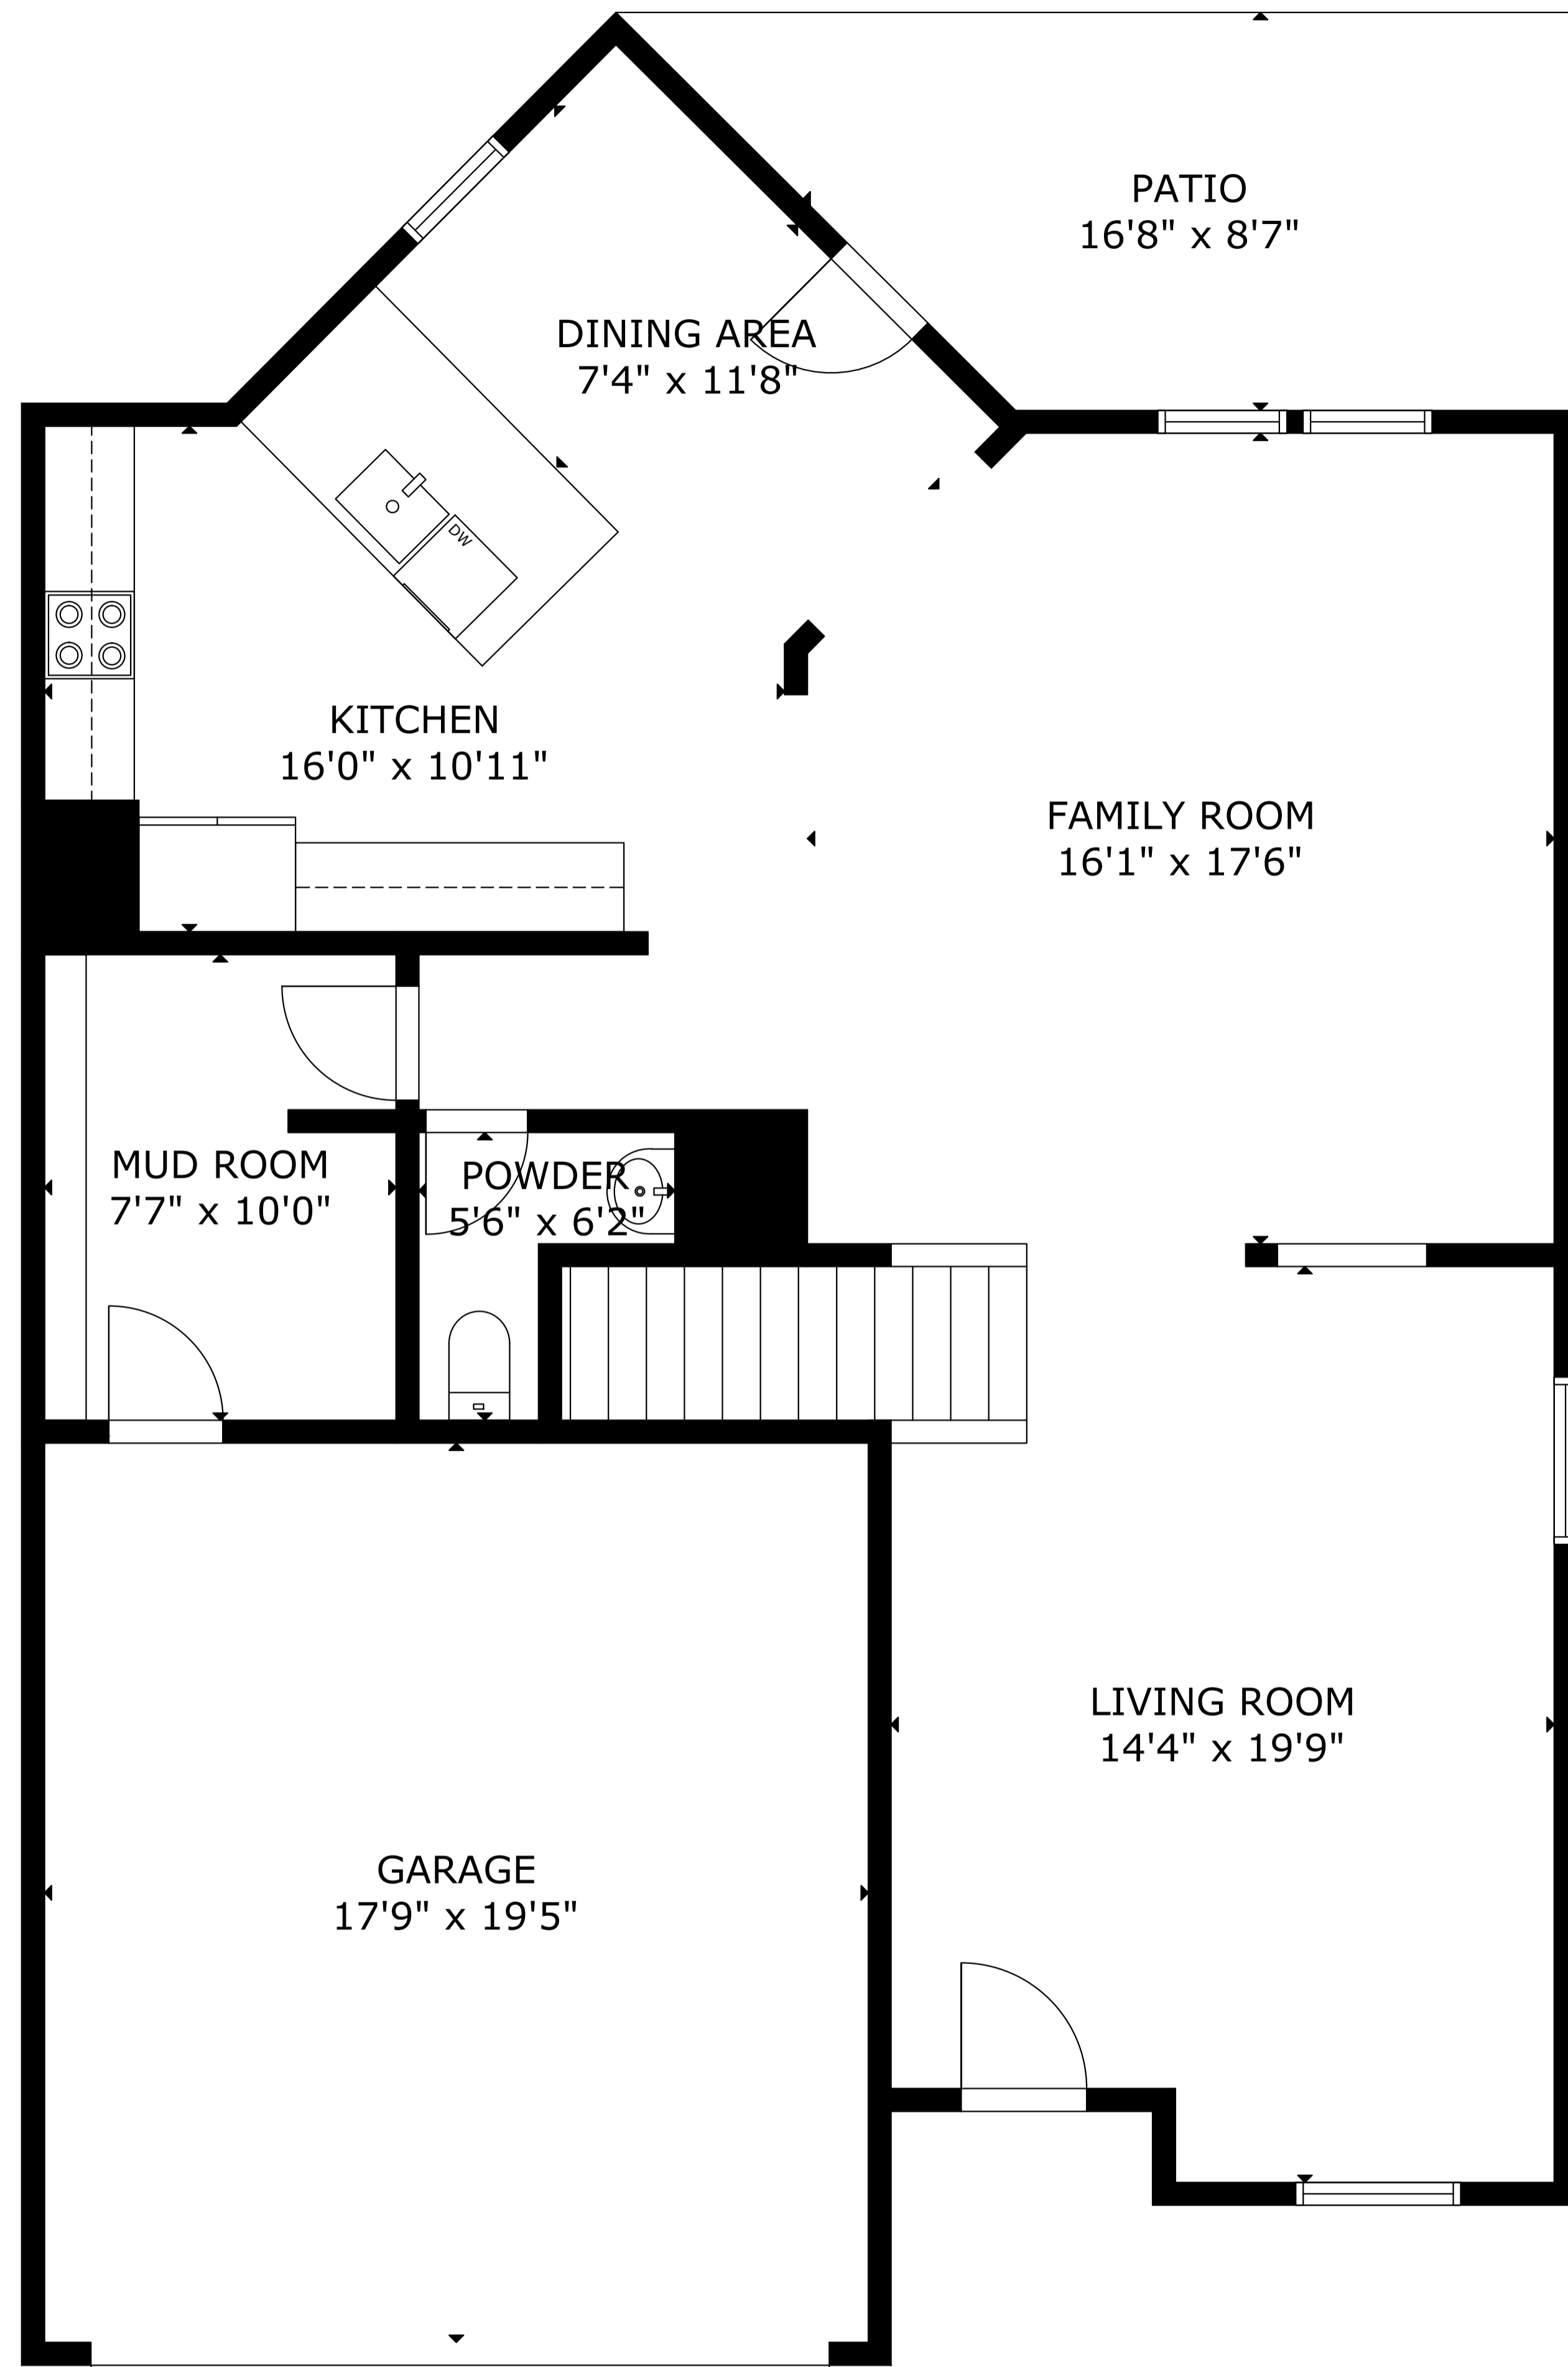 PATIO
16'8" x 8'7"
DINING AREA
7'4" x 11'8"
DW
KITCHEN
16'0" x 10'11"
FAMILY ROOM
16'1" x 17'6"
MUD ROOM
7'7" x 10'0"
POWDER
5'6" x 6'2"
LIVING ROOM
14'4" x 19'9"
GARAGE
17'9" x 19'5"